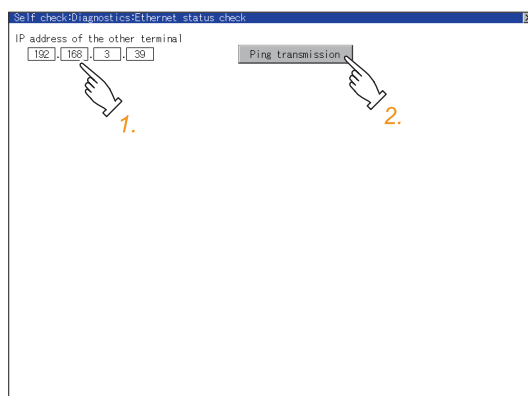 Self check:Diagnostics:Ethernet status check
IP address of the other terminal
192.168.3.39
Ping transmission
1.
2.